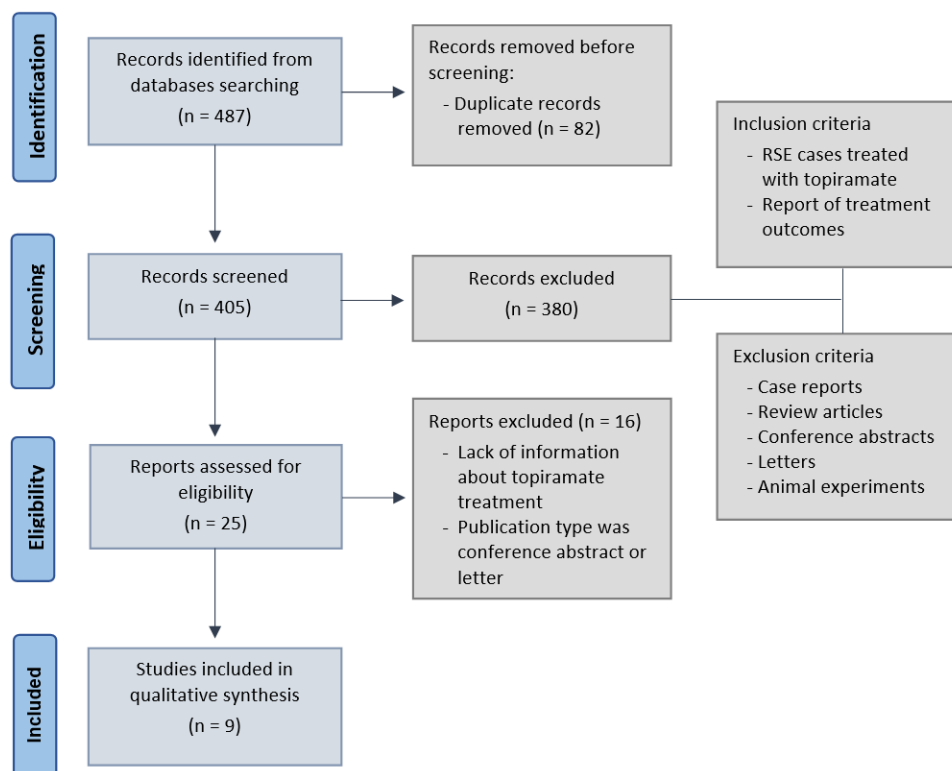 Identification
Records identified from
databases searching
(n = 487)
Records removed before
screening:
- Duplicate records
removed (n = 82)
Inclusion criteria
- RSE cases treated
with topiramate
- Report of treatment
outcomes
Screening
Records screened
(n = 405)
Records excluded
(n = 380)
Exclusion criteria
- Case reports
- Review articles
- Conference abstracts
- Letters
- Animal experiments
Eligibility
Reports assessed for
eligibility
(n = 25)
Reports excluded (n = 16)
- Lack of information
about topiramate
treatment
- Publication type was
conference abstract or
letter
Included
Studies included in
qualitative synthesis
(n = 9)